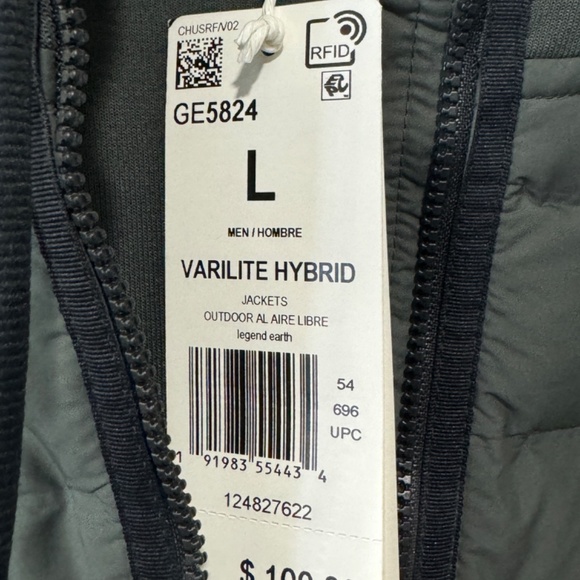 CHUSRF/V02
RFID
GE5824
L
MEN / HOMBRE
VARILITE HYBRID
JACKETS
OUTDOOR AL AIRE LIBRE
legend earth
54
696
UPC
1 91983 55443 4
124827622